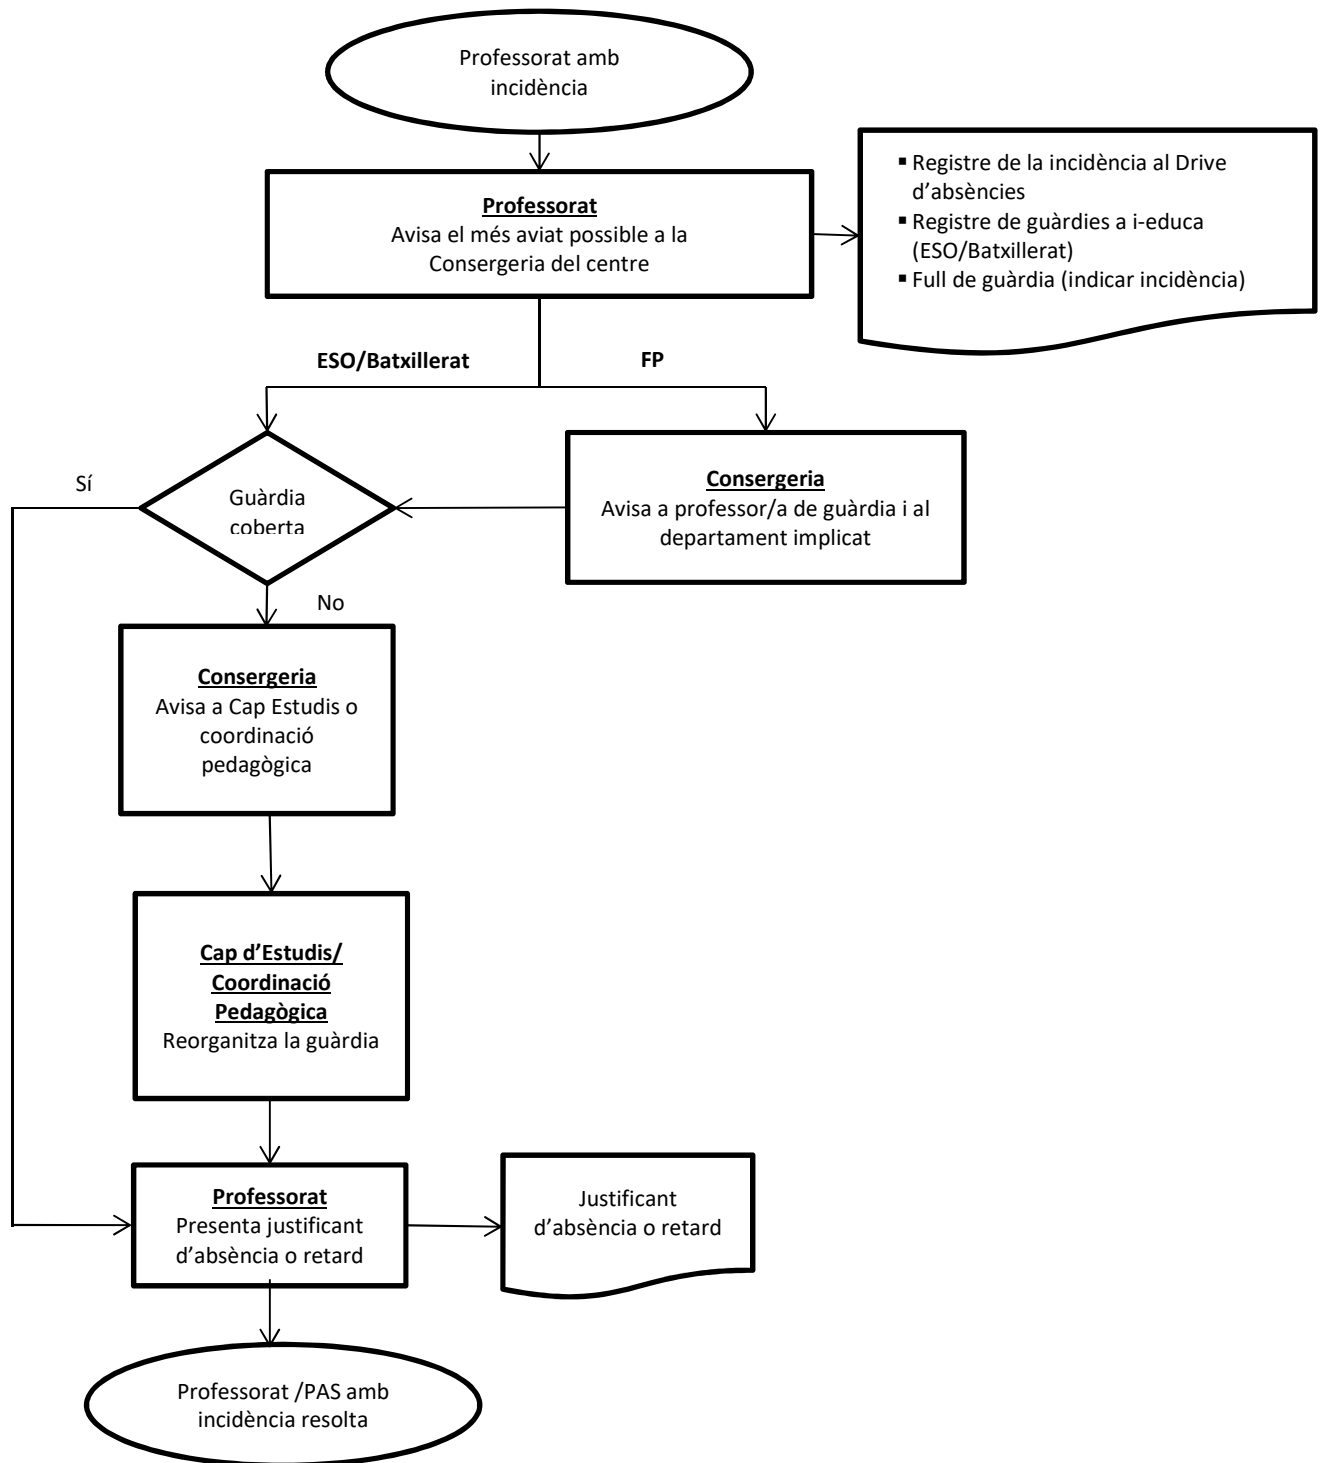 Professorat amb
incidència
Professorat
Avisa el més aviat possible a la
Consergeria del centre
▪ Registre de la incidència al Drive
d’absències
▪ Registre de guàrdies a i-educa
(ESO/Batxillerat)
▪ Full de guàrdia (indicar incidència)
ESO/Batxillerat
FP
Sí
Guàrdia
coberta
Consergeria
Avisa a professor/a de guàrdia i al
departament implicat
No
Consergeria
Avisa a Cap Estudis o
coordinació
pedagògica
Cap d’Estudis/
Coordinació
Pedagògica
Reorganitza la guàrdia
Professorat
Presenta justificant
d’absència o retard
Justificant
d’absència o retard
Professorat /PAS amb
incidència resolta